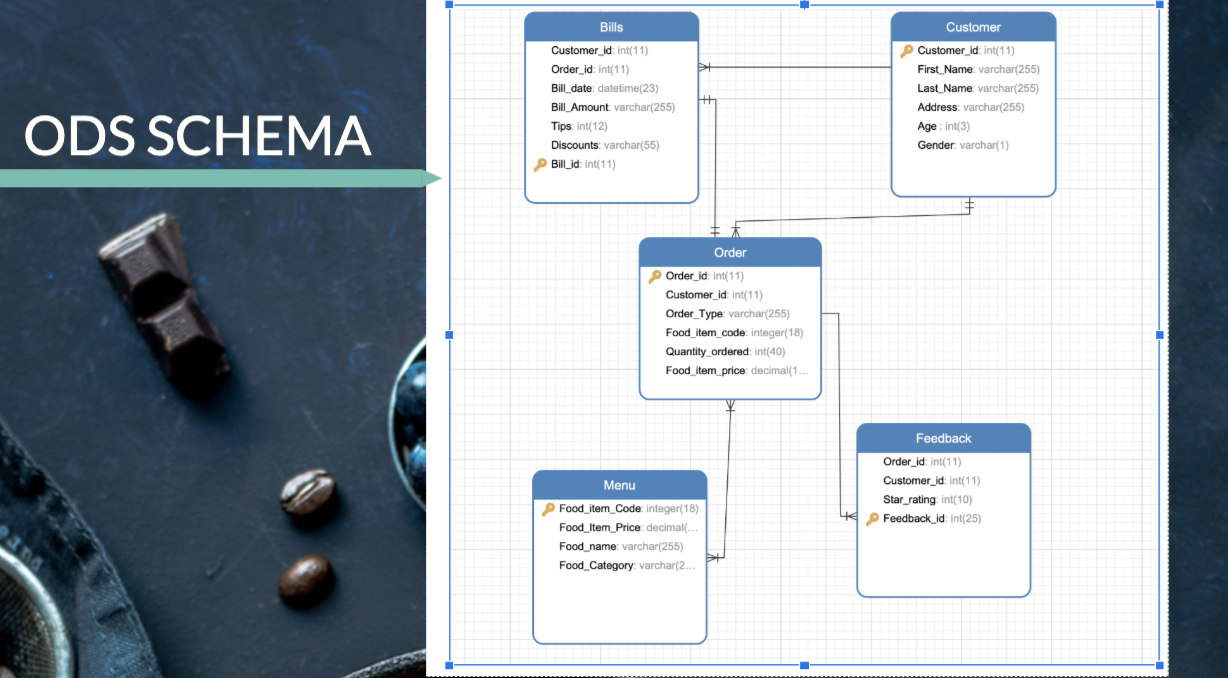 ODS SCHEMA
Bills
Customer_id: int(11)
Order_id: int(11)
Bill_date: datetime(23)
Bill_Amount: varchar(255)
Tips: int(12)
Discounts: varchar(55)
Bill_id: int(11)
Customer
Customer_id: int(11)
First_Name: varchar(255)
Last_Name: varchar(255)
Address: varchar(255)
Age : int(3)
Gender: varchar(1)
Order
Order_id: int(11)
Customer_id: int(11)
Order_Type: varchar(255)
Food_item_code: integer(18)
Quantity_ordered: int(40)
Food_item_price: decimal(1...
Menu
Food_item_Code: integer(18)
Food_Item_Price: decimal(...
Food_name: varchar(255)
Food_Category: varchar(2...
Feedback
Order_id: int(11)
Customer_id: int(11)
Star_rating: int(10)
Feedback_id: int(25)